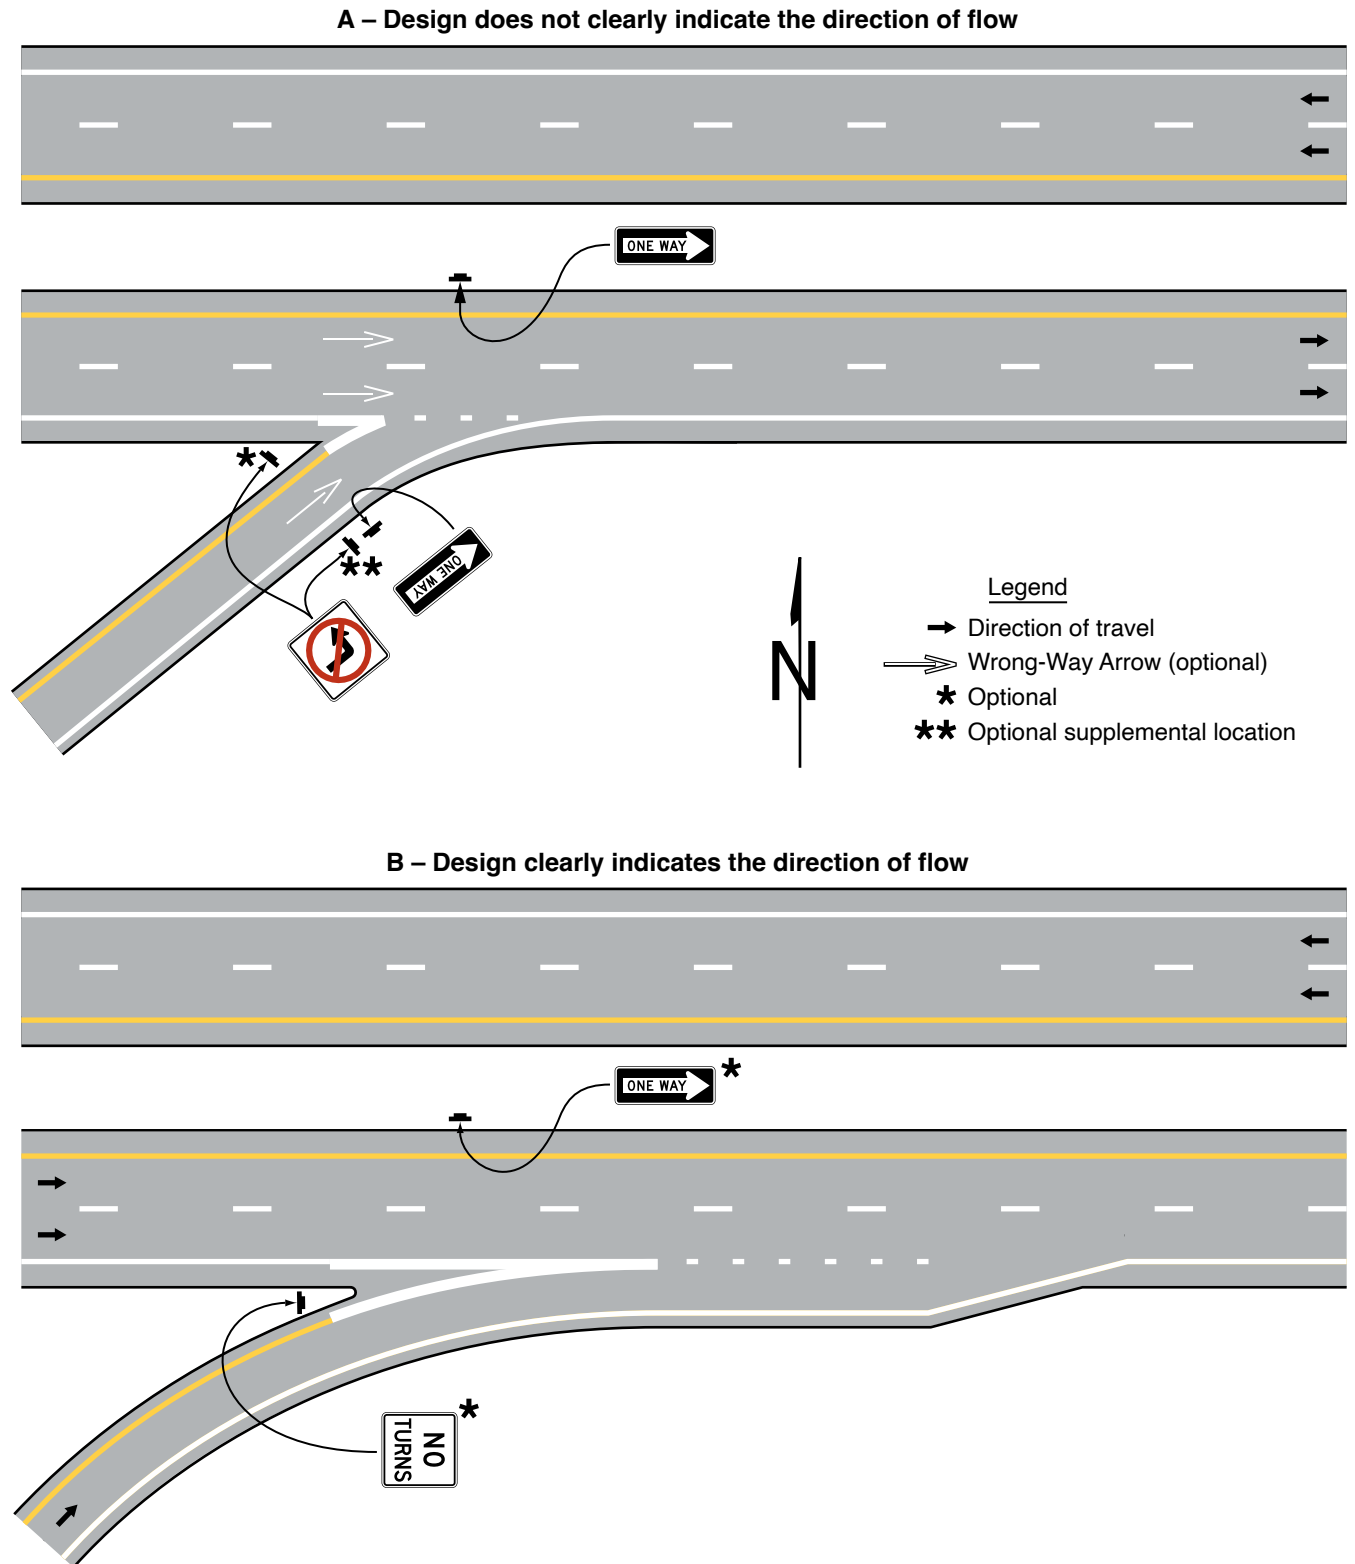 A – Design does not clearly indicate the direction of flow
ONE WAY
*
ONE WAY
**
N
Legend
Direction of travel
Wrong-Way Arrow (optional)
* Optional
** Optional supplemental location
B – Design clearly indicates the direction of flow
ONE WAY *
NO TURNS *